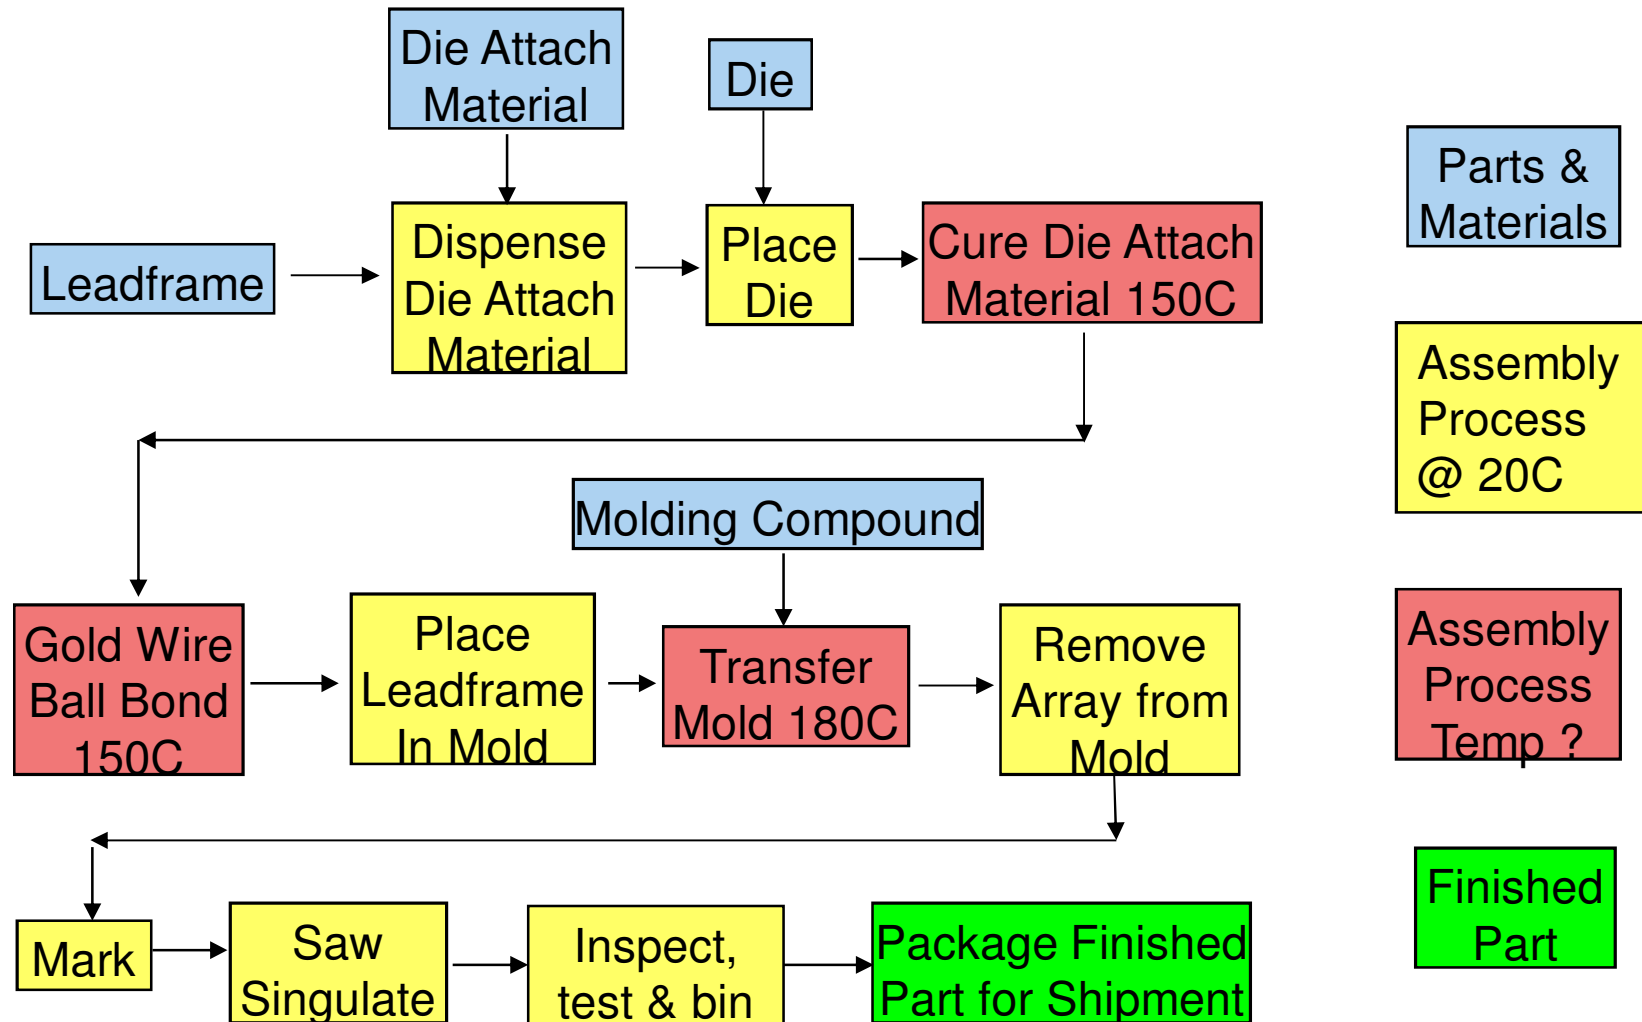 Die Attach
Material
Die
Parts &
Materials
Leadframe
Dispense
Die Attach
Material
Place
Die
Cure Die Attach
Material 150C
Assembly
Process
@ 20C
Molding Compound
Gold Wire
Ball Bond
150C
Place
Leadframe
In Mold
Transfer
Mold 180C
Remove
Array from
Mold
Assembly
Process
Temp ?
Mark
Saw
Singulate
Inspect,
test & bin
Package Finished
Part for Shipment
Finished
Part